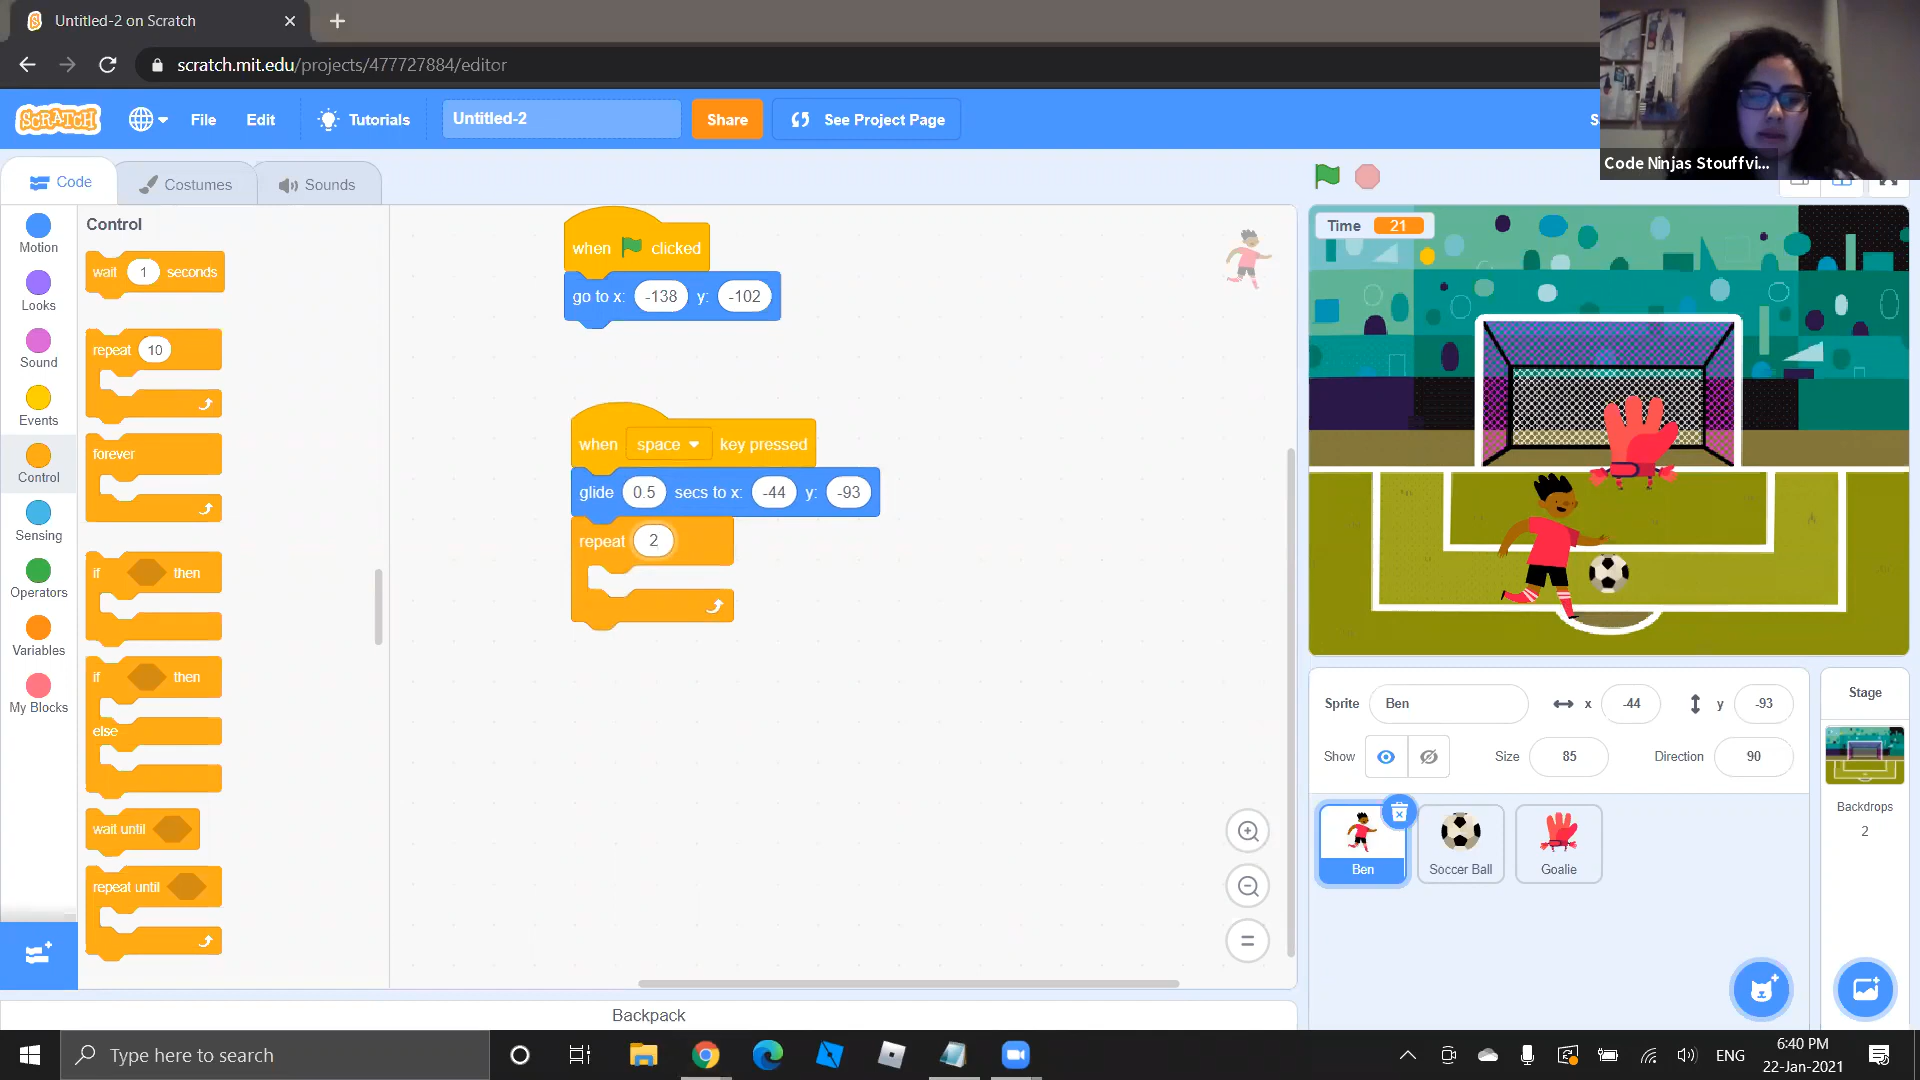 Untitled-2 on Scratch
scratch.mit.edu/projects/477727884/editor
SCRATCH
File
Edit
Tutorials
Untitled-2
Share
See Project Page
Code Ninjas Stouffvi...
Code
Costumes
Sounds
Motion
Looks
Sound
Events
Control
Sensing
Operators
Variables
My Blocks
Control
wait 1 seconds
repeat 10
forever
if then
if then
else
wait until
repeat until
when clicked
go to x: -138 y: -102
when space key pressed
glide 0.5 secs to x: -44 y: -93
repeat 2
Time 21
Sprite Ben x -44 y -93
Show Size 85 Direction 90
Ben
Soccer Ball
Goalie
Stage
Backdrops
2
Backpack
Type here to search
ENG
6:40 PM
22-Jan-2021